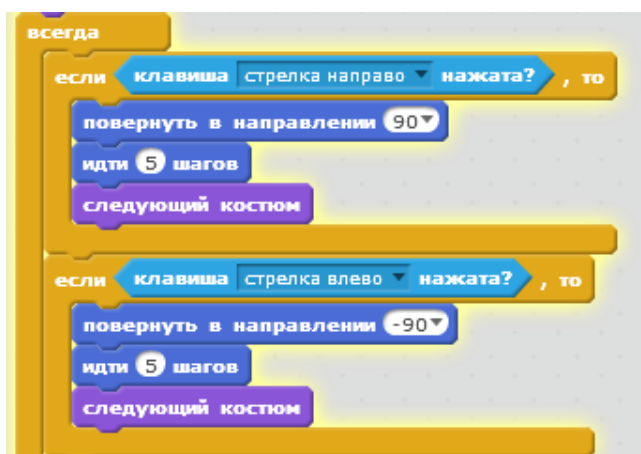 всегда
если клавиша стрелка направо нажата? , то
повернуть в направлении 90
идти 5 шагов
следующий костюм
если клавиша стрелка влево нажата? , то
повернуть в направлении -90
идти 5 шагов
следующий костюм